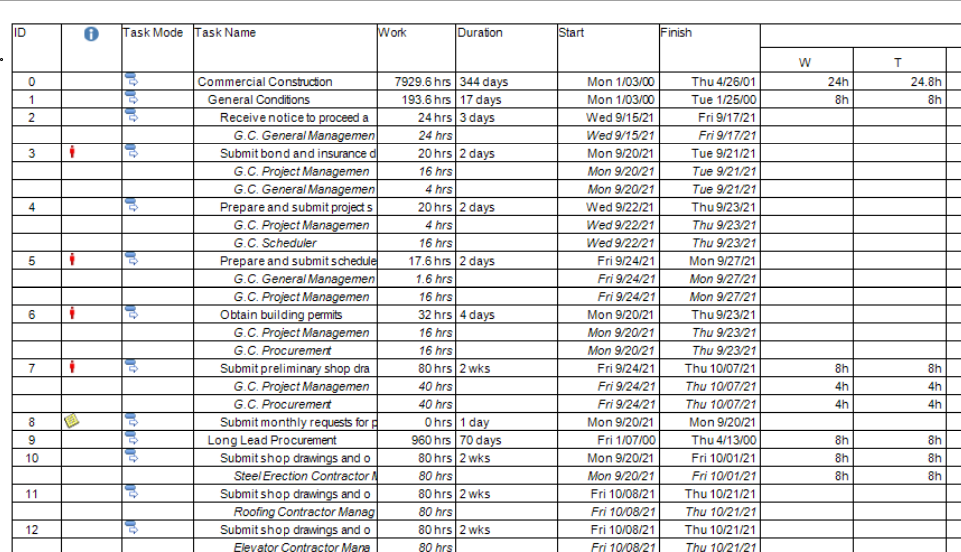 ID Task Mode Task Name Work Duration Start Finish
W T
0 Commercial Construction 7929.6 hrs 344 days Mon 1/03/00 Thu 4/26/01 24h 24.8h
1 General Conditions 193.6 hrs 17 days Mon 1/03/00 Tue 1/25/00 8h 8h
2 Receive notice to proceed a 24 hrs 3 days Wed 9/15/21 Fri 9/17/21
G.C. General Managemen 24 hrs Wed 9/15/21 Fri 9/17/21
3 Submit bond and insurance d 20 hrs 2 days Mon 9/20/21 Tue 9/21/21
G.C. Project Managemen 16 hrs Mon 9/20/21 Tue 9/21/21
G.C. General Managemen 4 hrs Mon 9/20/21 Tue 9/21/21
4 Prepare and submit project s 20 hrs 2 days Wed 9/22/21 Thu 9/23/21
G.C. Project Managemen 4 hrs Wed 9/22/21 Thu 9/23/21
G.C. Scheduler 16 hrs Wed 9/22/21 Thu 9/23/21
5 Prepare and submit schedule 17.6 hrs 2 days Fri 9/24/21 Mon 9/27/21
G.C. General Managemen 1.6 hrs Fri 9/24/21 Mon 9/27/21
G.C. Project Managemen 16 hrs Fri 9/24/21 Mon 9/27/21
6 Obtain building permits 32 hrs 4 days Mon 9/20/21 Thu 9/23/21
G.C. Project Managemen 16 hrs Mon 9/20/21 Thu 9/23/21
G.C. Procurement 16 hrs Mon 9/20/21 Thu 9/23/21
7 Submit preliminary shop dra 80 hrs 2 wks Fri 9/24/21 Thu 10/07/21 8h 8h
G.C. Project Managemen 40 hrs Fri 9/24/21 Thu 10/07/21 4h 4h
G.C. Procurement 40 hrs Fri 9/24/21 Thu 10/07/21 4h 4h
8 Submit monthly requests for p 0 hrs 1 day Mon 9/20/21 Mon 9/20/21
9 Long Lead Procurement 960 hrs 70 days Fri 1/07/00 Thu 4/13/00 8h 8h
10 Submit shop drawings and o 80 hrs 2 wks Mon 9/20/21 Fri 10/01/21 8h 8h
Steel Erection Contractor M 80 hrs Mon 9/20/21 Fri 10/01/21 8h 8h
11 Submit shop drawings and o 80 hrs 2 wks Fri 10/08/21 Thu 10/21/21
Roofing Contractor Manag 80 hrs Fri 10/08/21 Thu 10/21/21
12 Submit shop drawings and o 80 hrs 2 wks Fri 10/08/21 Thu 10/21/21
Elevator Contractor Mana 80 hrs Fri 10/08/21 Thu 10/21/21